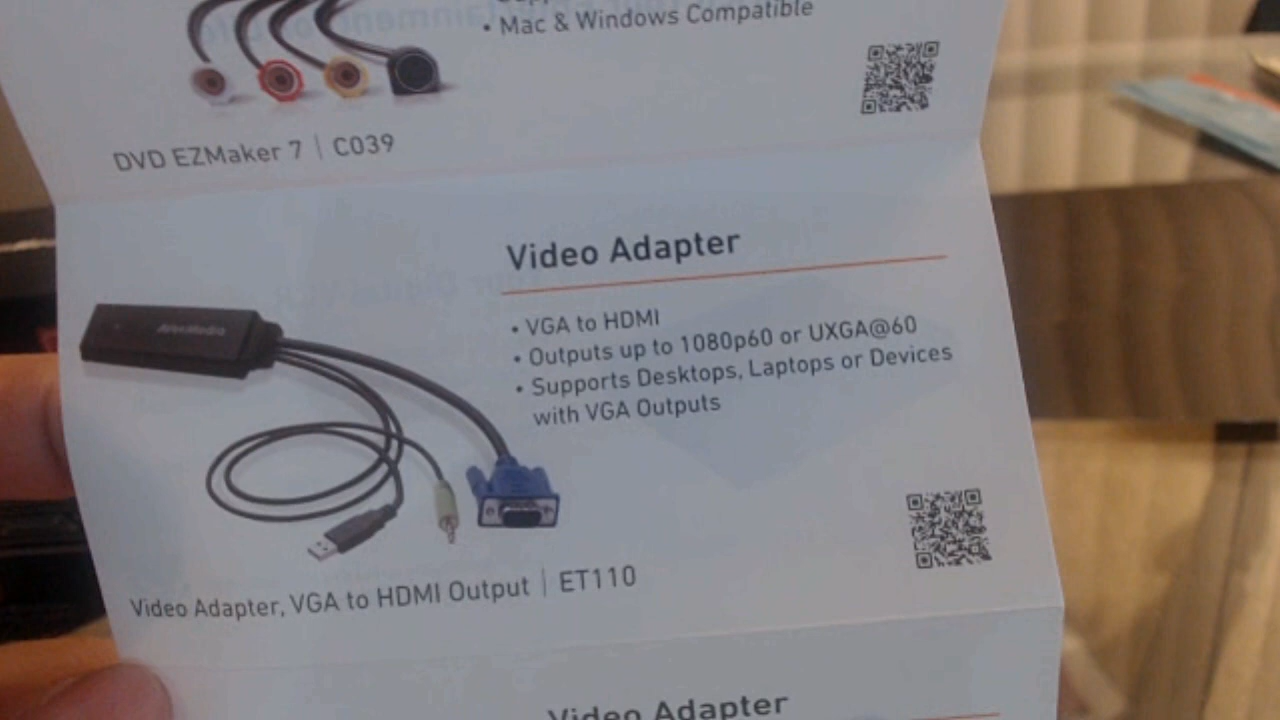 • Mac & Windows Compatible
DVD EZMaker 7 | C039
Video Adapter
• VGA to HDMI
• Outputs up to 1080p60 or UXGA@60
• Supports Desktops, Laptops or Devices
with VGA Outputs
AVerMedia
Video Adapter, VGA to HDMI Output | ET110
Video Adapter